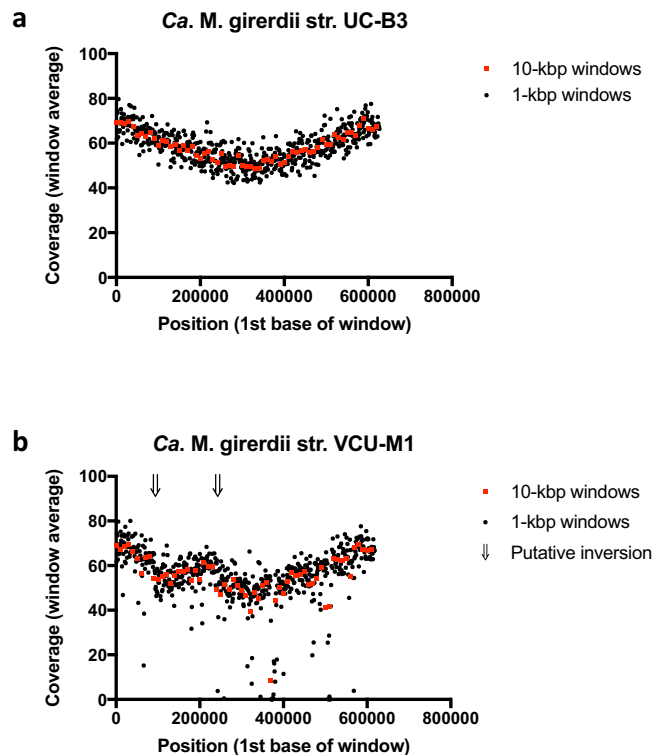 a
Ca. M. girerdii str. UC-B3
100
80
60
40
20
0
Coverage (window average)
0 200000 400000 600000 800000
Position (1st base of window)
10-kbp windows
1-kbp windows
b
Ca. M. girerdii str. VCU-M1
100
80
60
40
20
0
Coverage (window average)
0 200000 400000 600000 800000
Position (1st base of window)
10-kbp windows
1-kbp windows
⇓ Putative inversion